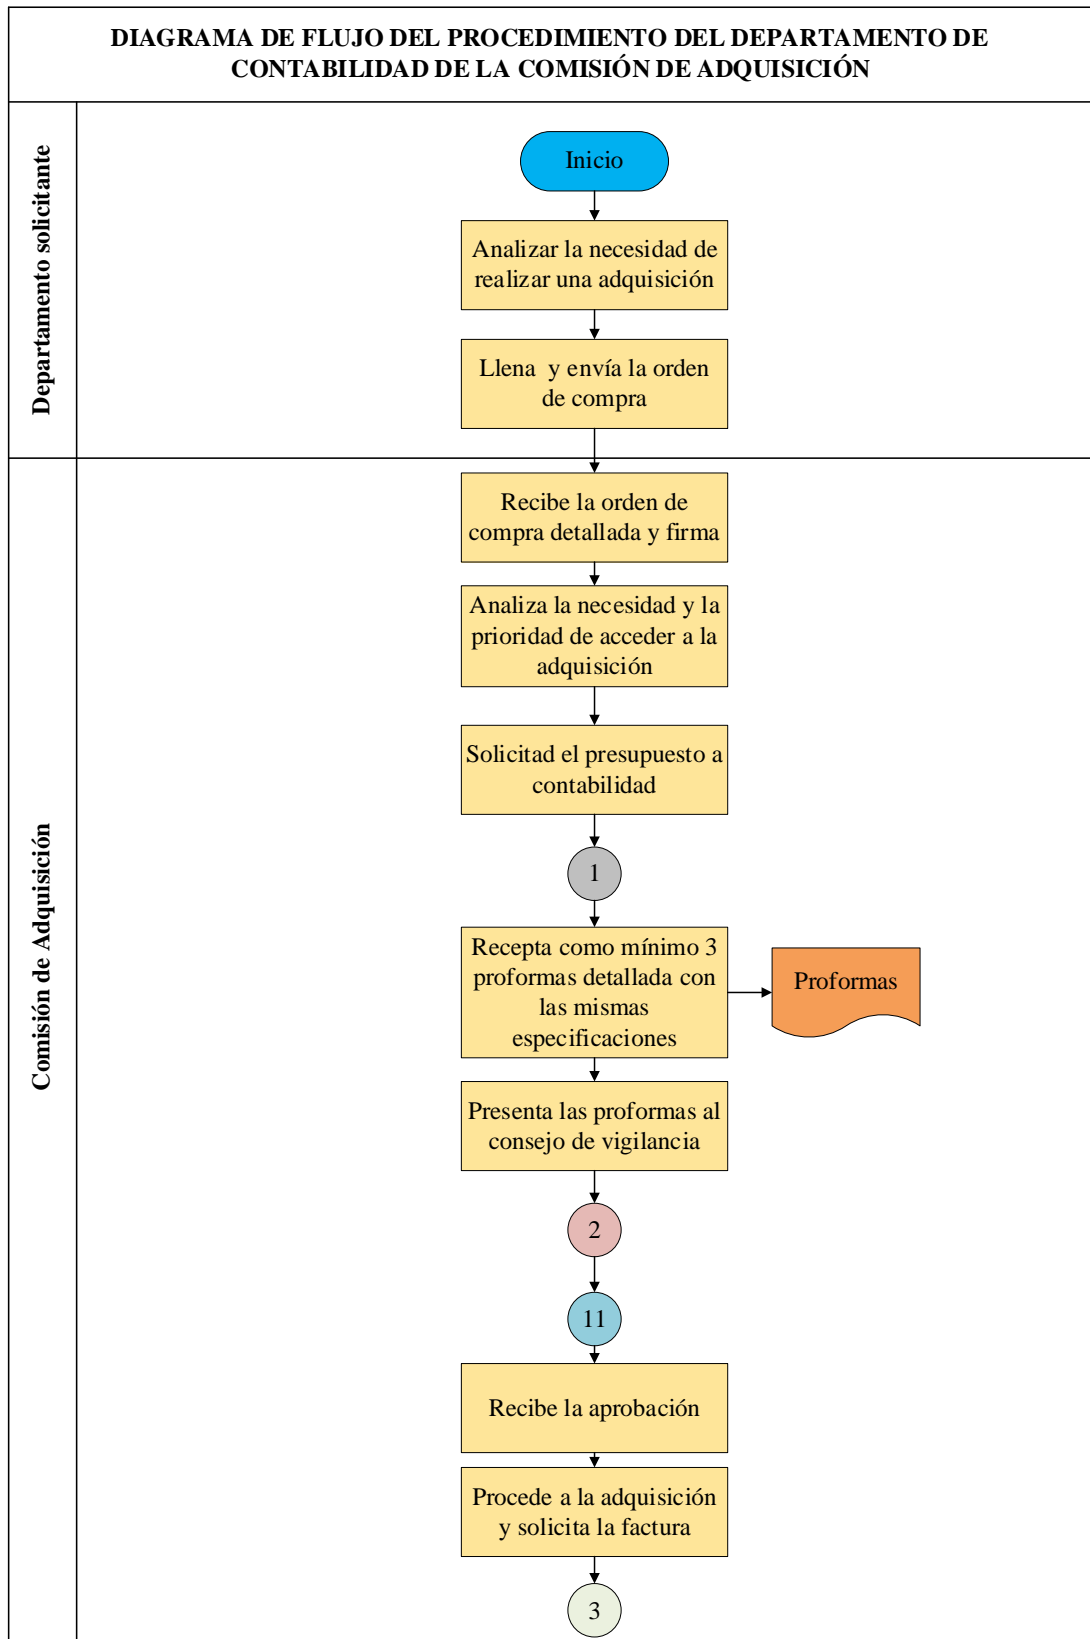 DIAGRAMA DE FLUJO DEL PROCEDIMIENTO DEL DEPARTAMENTO DE
CONTABILIDAD DE LA COMISIÓN DE ADQUISICIÓN
Departamento solicitante
Inicio
Analizar la necesidad de
realizar una adquisición
Llena y envía la orden
de compra
Comisión de Adquisición
Recibe la orden de
compra detallada y firma
Analiza la necesidad y la
prioridad de acceder a la
adquisición
Solicitad el presupuesto a
contabilidad
1
Recepta como mínimo 3
proformas detallada con
las mismas
especificaciones
Proformas
Presenta las proformas al
consejo de vigilancia
2
11
Recibe la aprobación
Procede a la adquisición
y solicita la factura
3